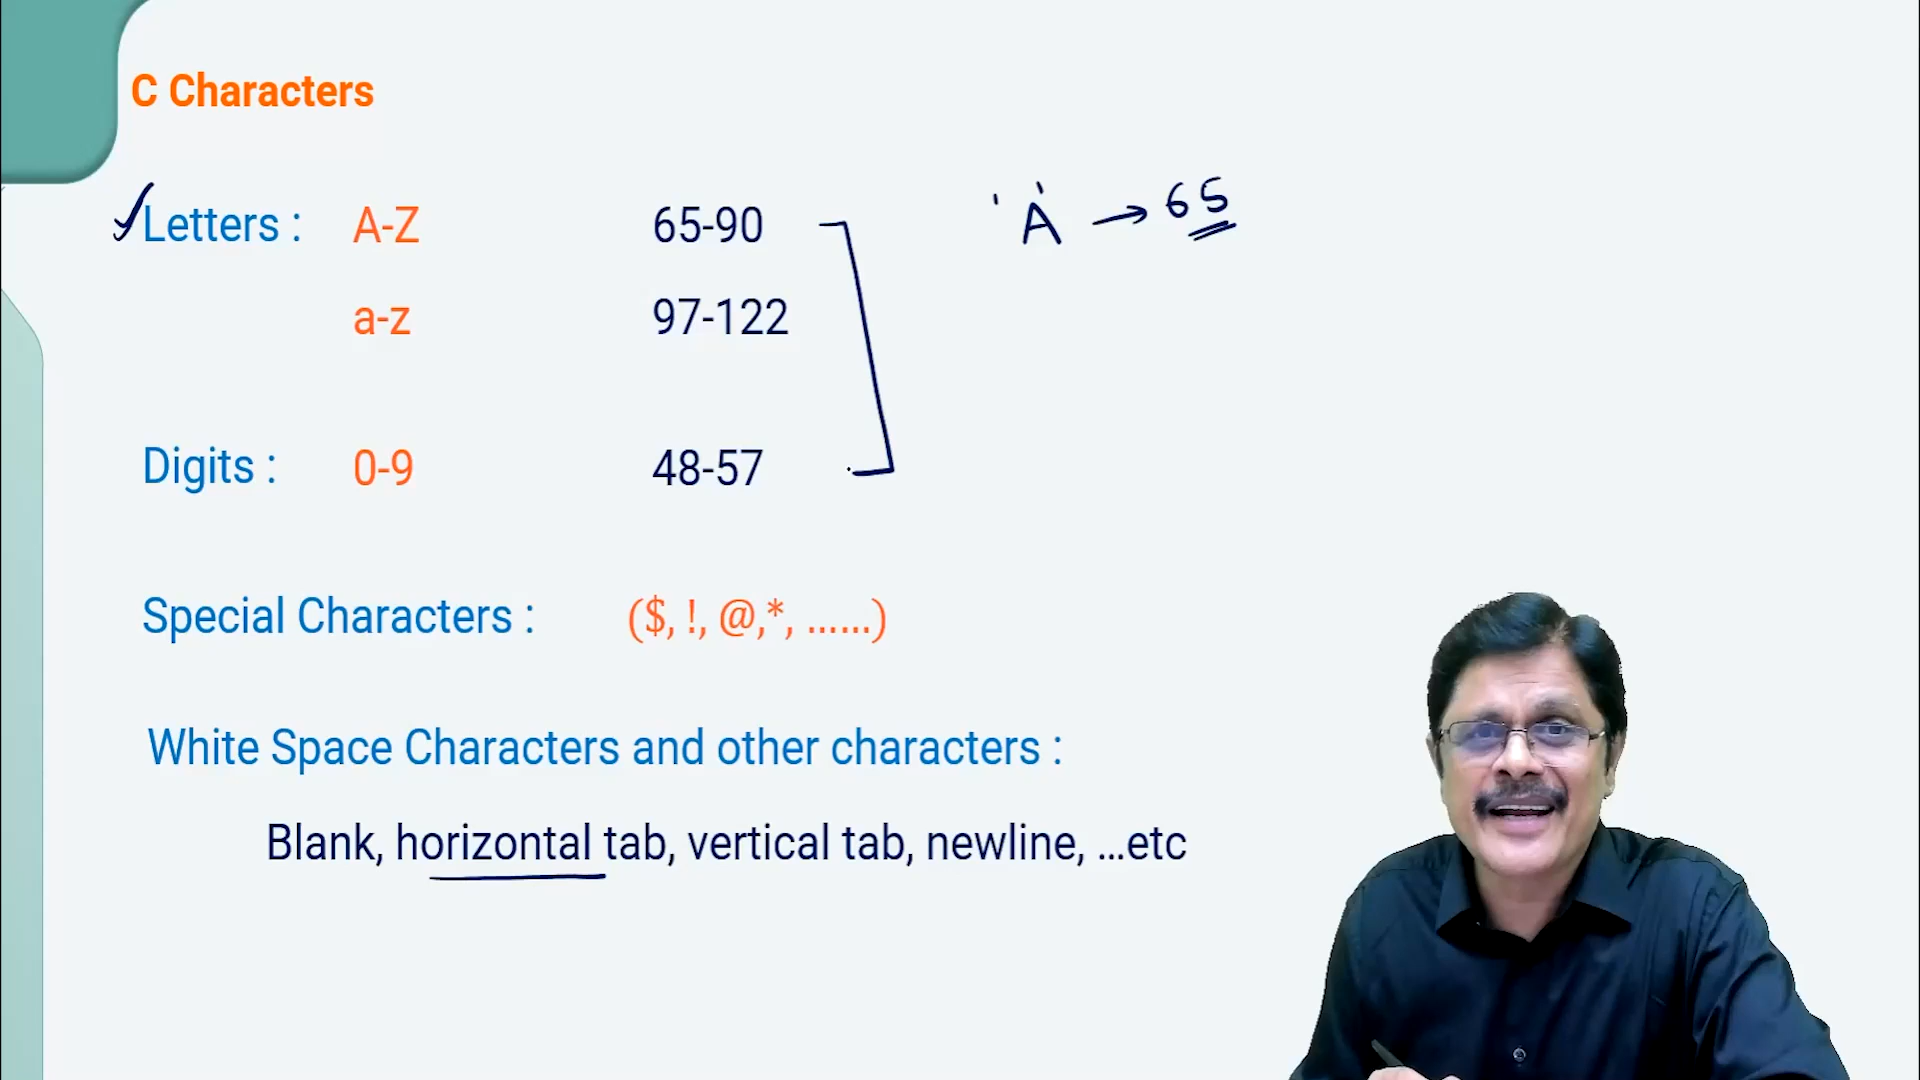 C Characters
Letters : A-Z 65-90 'A' → 65
a-z 97-122
Digits : 0-9 48-57
Special Characters : ($, !, @,*, ......)
White Space Characters and other characters :
Blank, horizontal tab, vertical tab, newline, ...etc